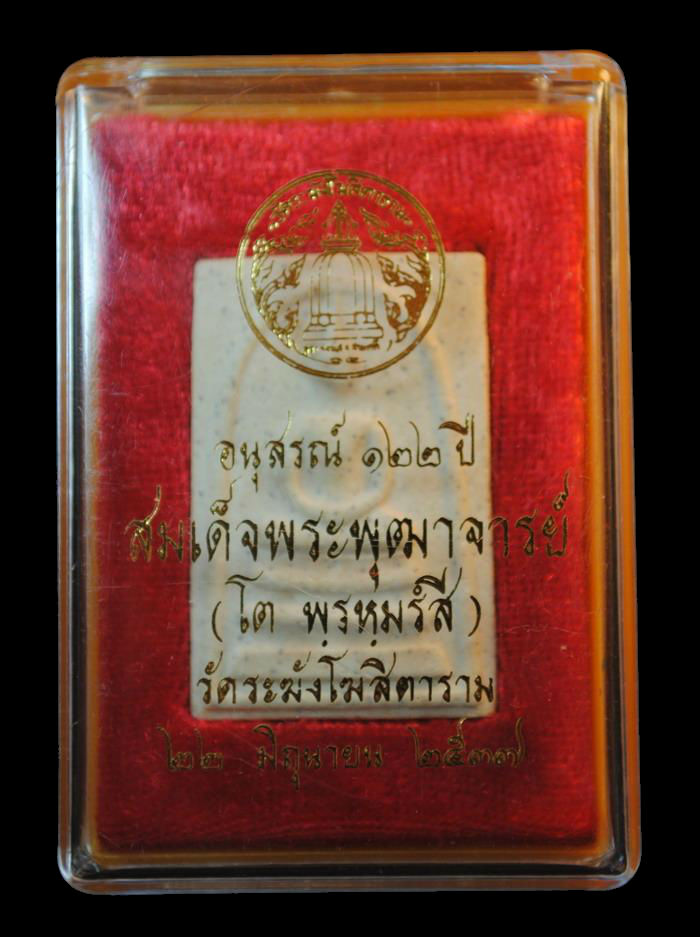 อนุสรณ์ ๑๒๒ ปี
สมเด็จพระพุฒาจารย์
(โต พฺรหฺมรํสี)
วัดระฆังโฆสิตาราม
๒๒ มิถุนายน ๒๕๓๗